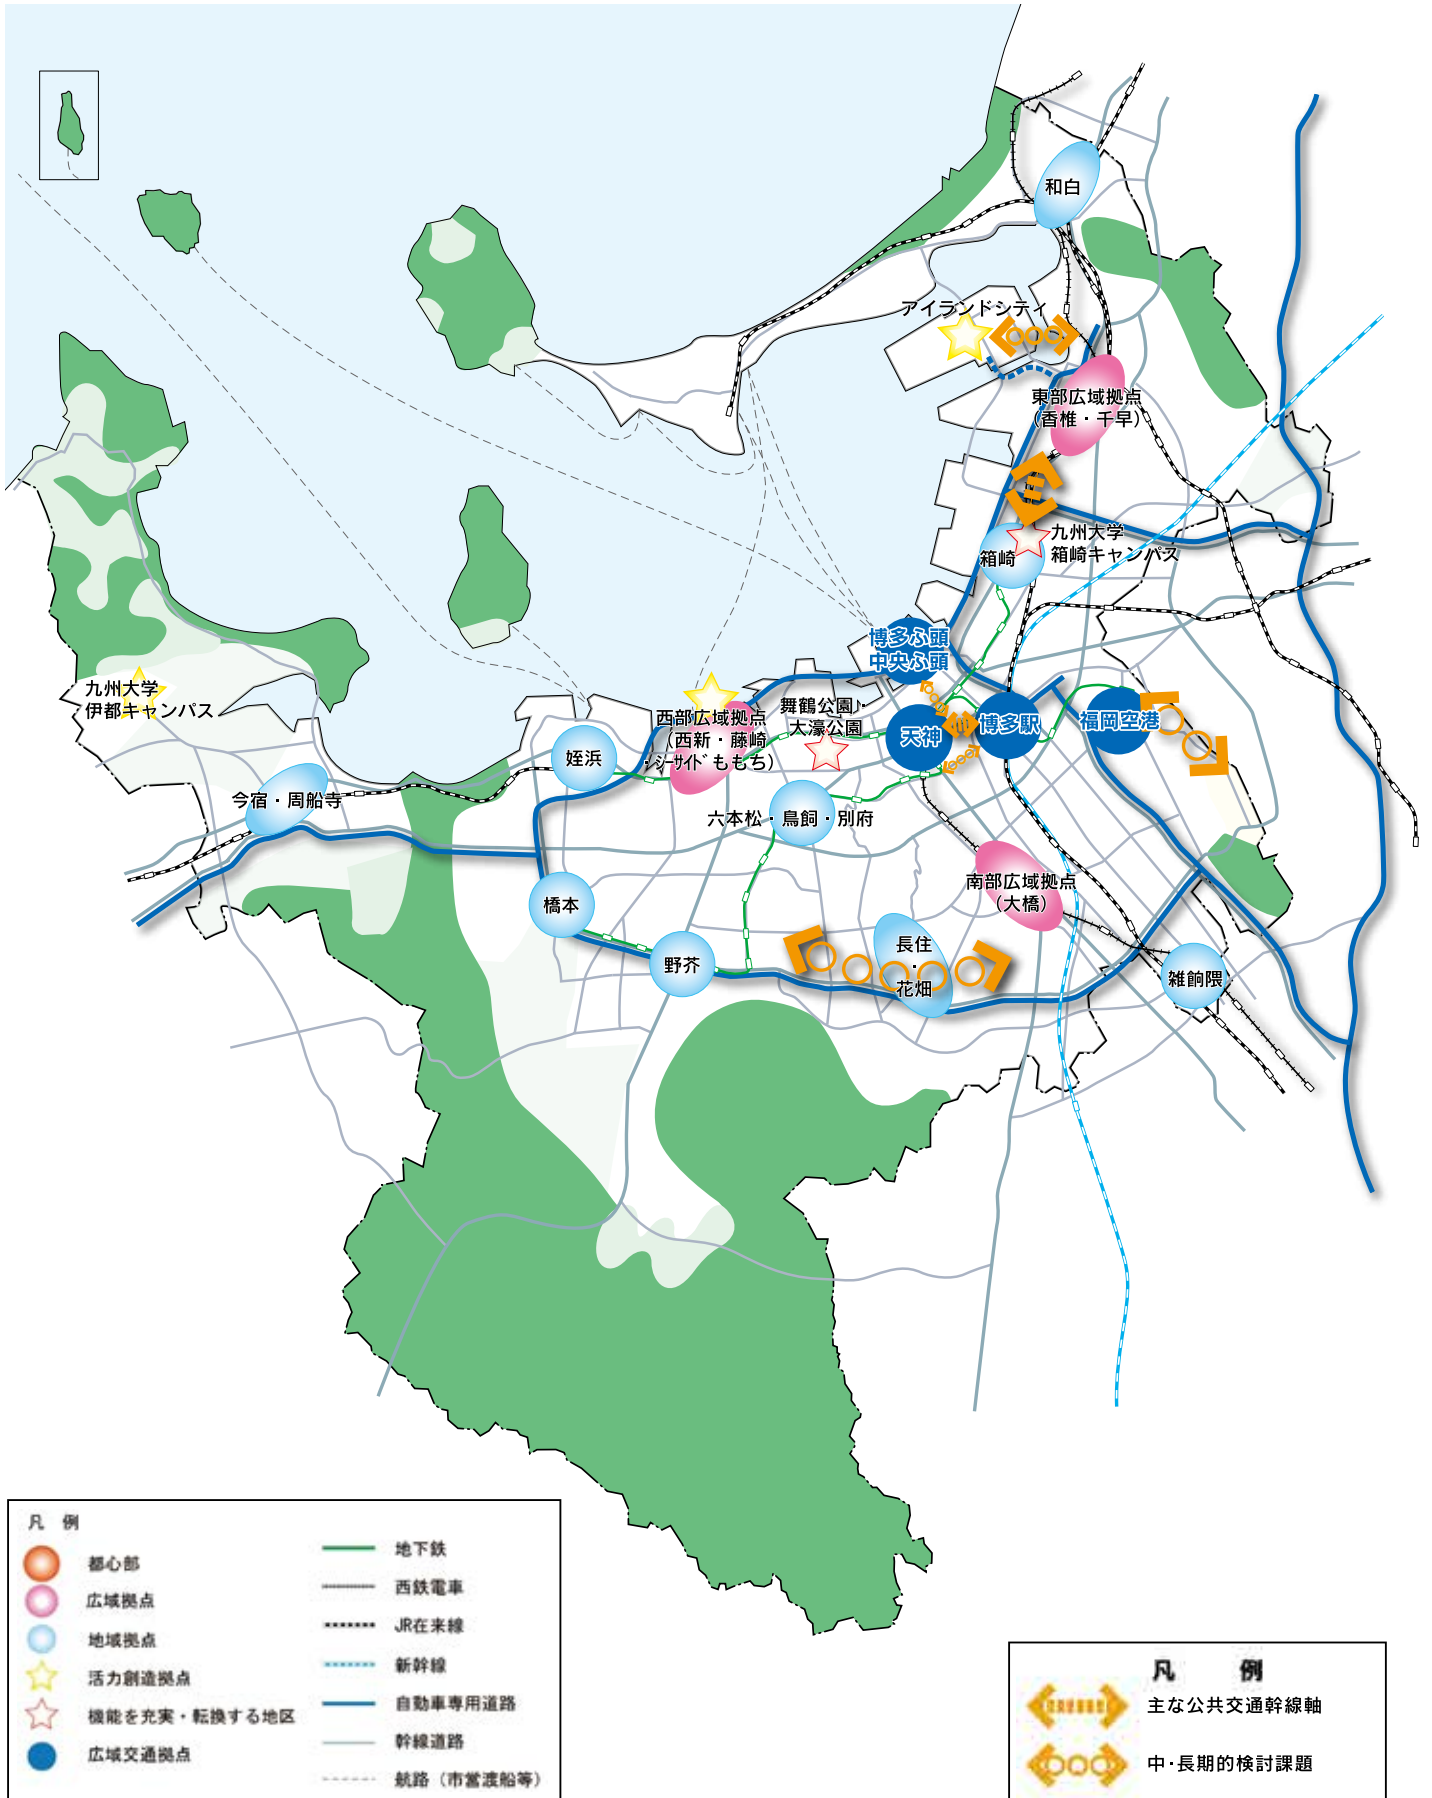 和白
アイランドシティ
東部広域拠点
（香椎・千早）
九州大学
箱崎キャンパス
箱崎
博多ふ頭
中央ふ頭
九州大学
伊都キャンパス
西部広域拠点
（西新・藤崎
・シーサイドももち）
舞鶴公園・
大濠公園
天神
博多駅
福岡空港
姪浜
今宿・周船寺
六本松・鳥飼・別府
南部広域拠点
（大橋）
橋本
野芥
長住
・
花畑
雑餉隈
凡 例
都心部
広域拠点
地域拠点
活力創造拠点
機能を充実・転換する地区
広域交通拠点
地下鉄
西鉄電車
JR在来線
新幹線
自動車専用道路
幹線道路
航路（市営渡船等）
凡 例
主な公共交通幹線軸
中・長期的検討課題